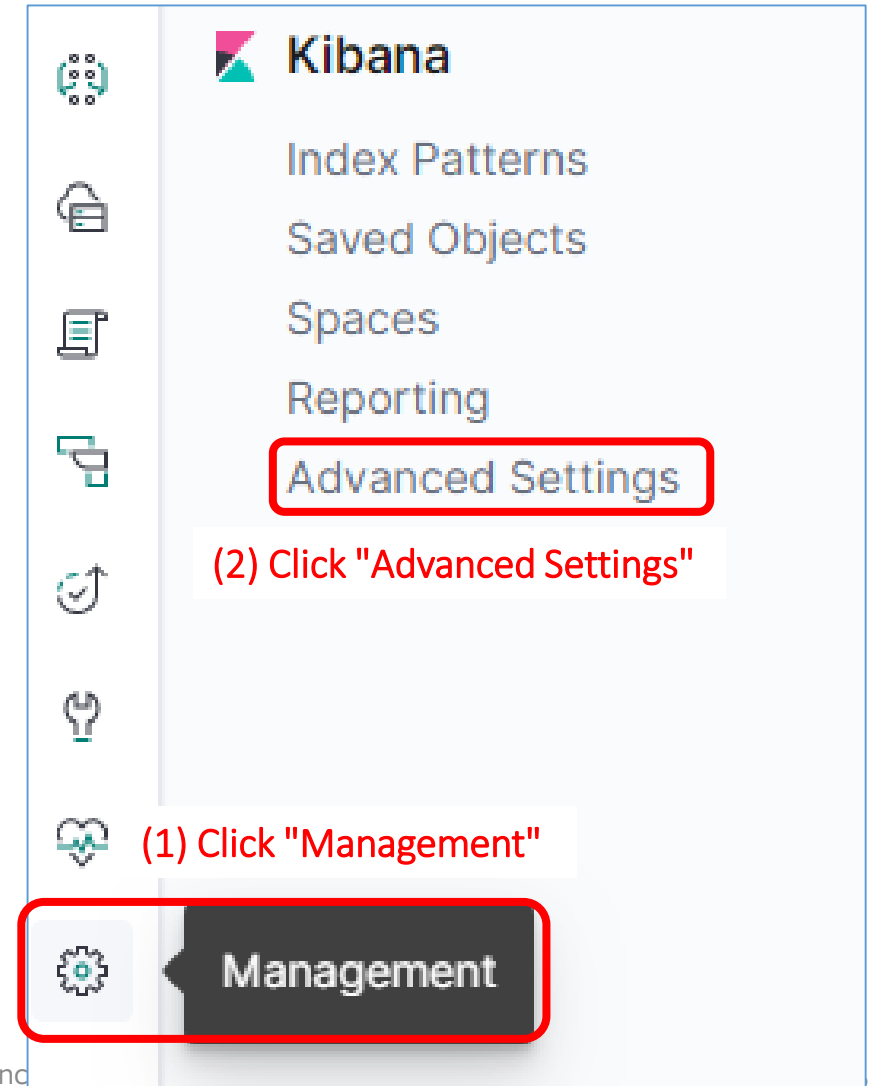 Kibana
Index Patterns
Saved Objects
Spaces
Reporting
Advanced Settings
(2) Click "Advanced Settings"
(1) Click "Management"
Management